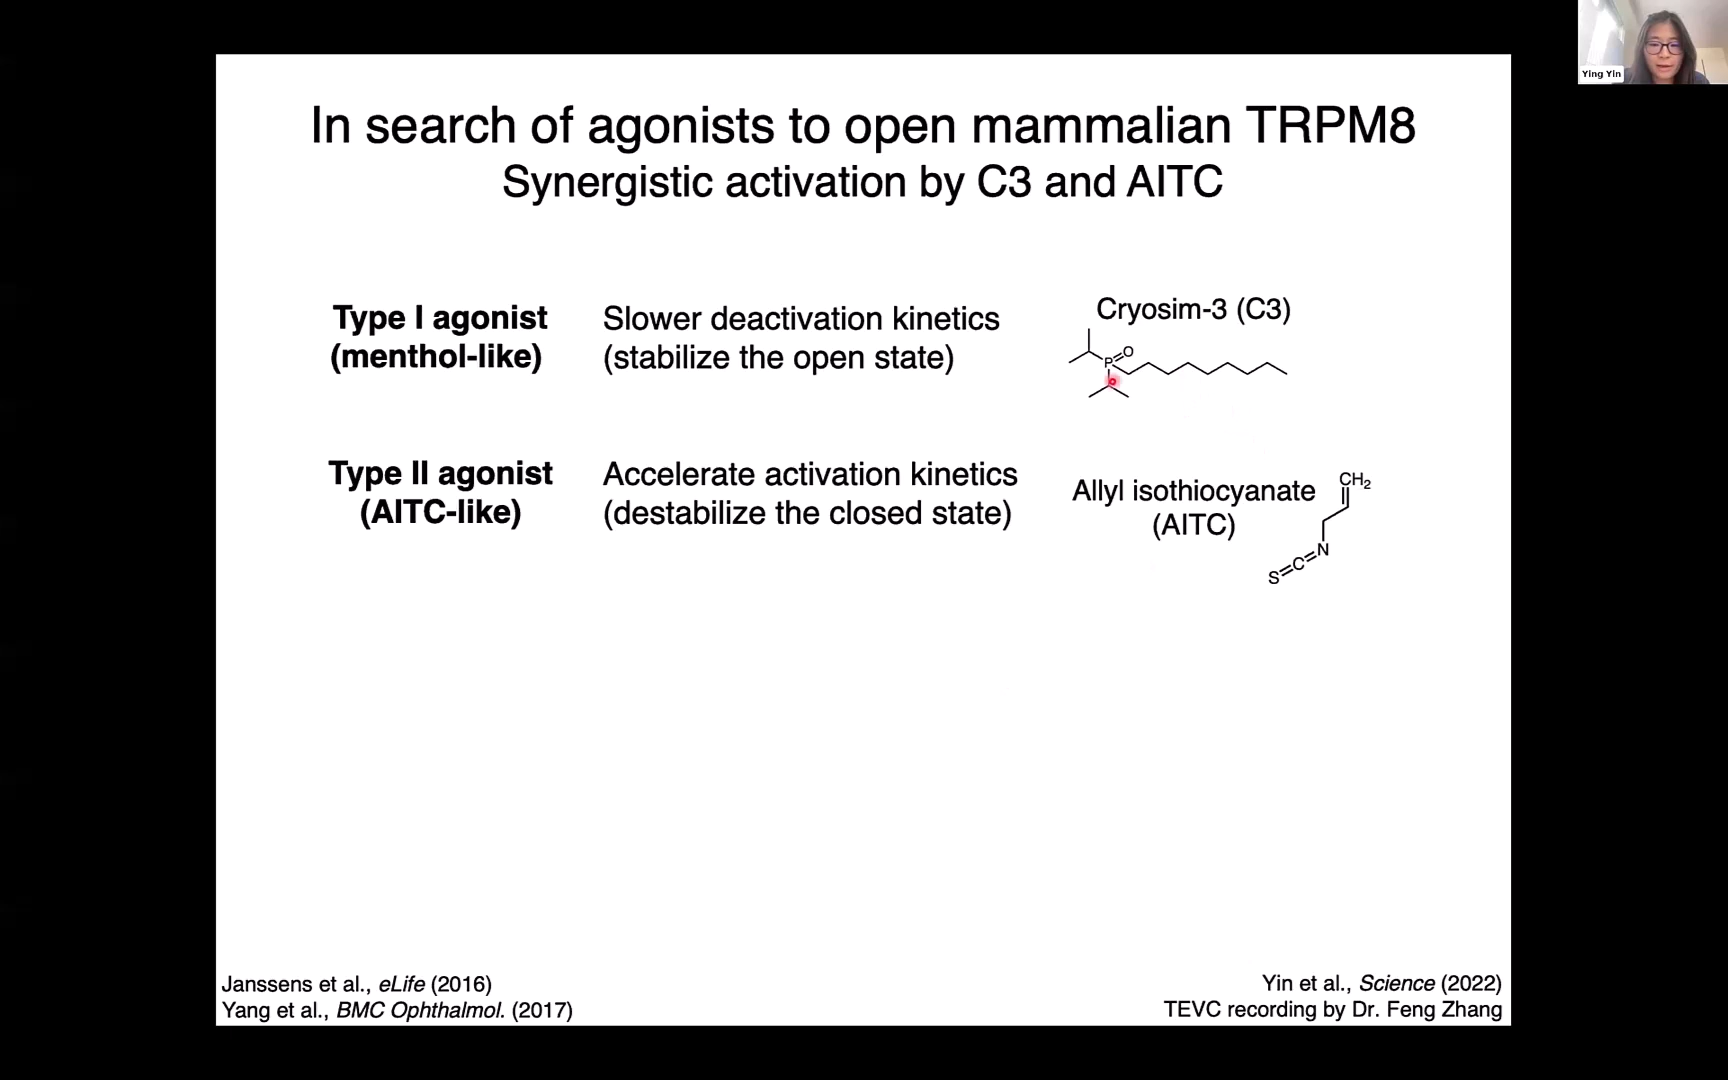 Ying Yin
In search of agonists to open mammalian TRPM8
Synergistic activation by C3 and AITC
Type I agonist
(menthol-like)
Slower deactivation kinetics
(stabilize the open state)
Cryosim-3 (C3)
P
O
Type II agonist
(AITC-like)
Accelerate activation kinetics
(destabilize the closed state)
Allyl isothiocyanate
(AITC)
CH₂
N
C
S
Janssens et al., eLife (2016)
Yang et al., BMC Ophthalmol. (2017)
Yin et al., Science (2022)
TEVC recording by Dr. Feng Zhang